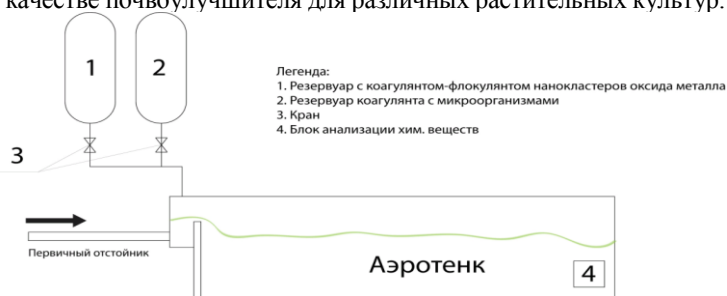 качестве почвоулучшителя для различных растительных культур.
1
2
Легенда:
1. Резервуар с коагулянтом-флокулянтом нанокластеров оксида металла
2. Резервуар коагулянта с микроорганизмами
3. Кран
4. Блок анализации хим. веществ
3
Первичный отстойник
Аэротенк
4